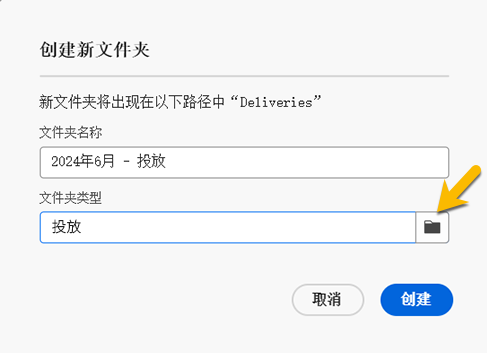 创建新文件夹
新文件夹将出现在以下路径中“Deliveries”
文件夹名称
2024年6月 - 投放
文件夹类型
投放
取消
创建